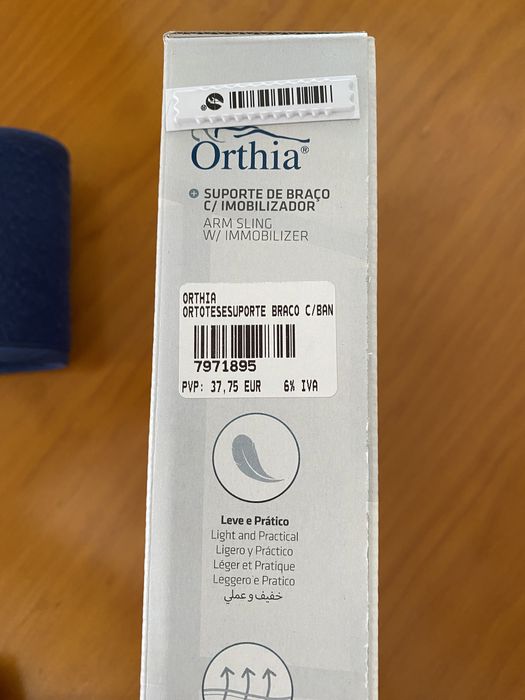 Orthia®
SUPORTE DE BRAÇO
C/ IMOBILIZADOR
ARM SLING
W/ IMMOBILIZER
ORTHIA
ORTOTESESUPORTE BRACO C/BAN
7971895
PVP: 37,75 EUR 6% IVA
Leve e Prático
Light and Practical
Ligero y Práctico
Léger et Pratique
Leggero e Pratico
خفيف وعملي